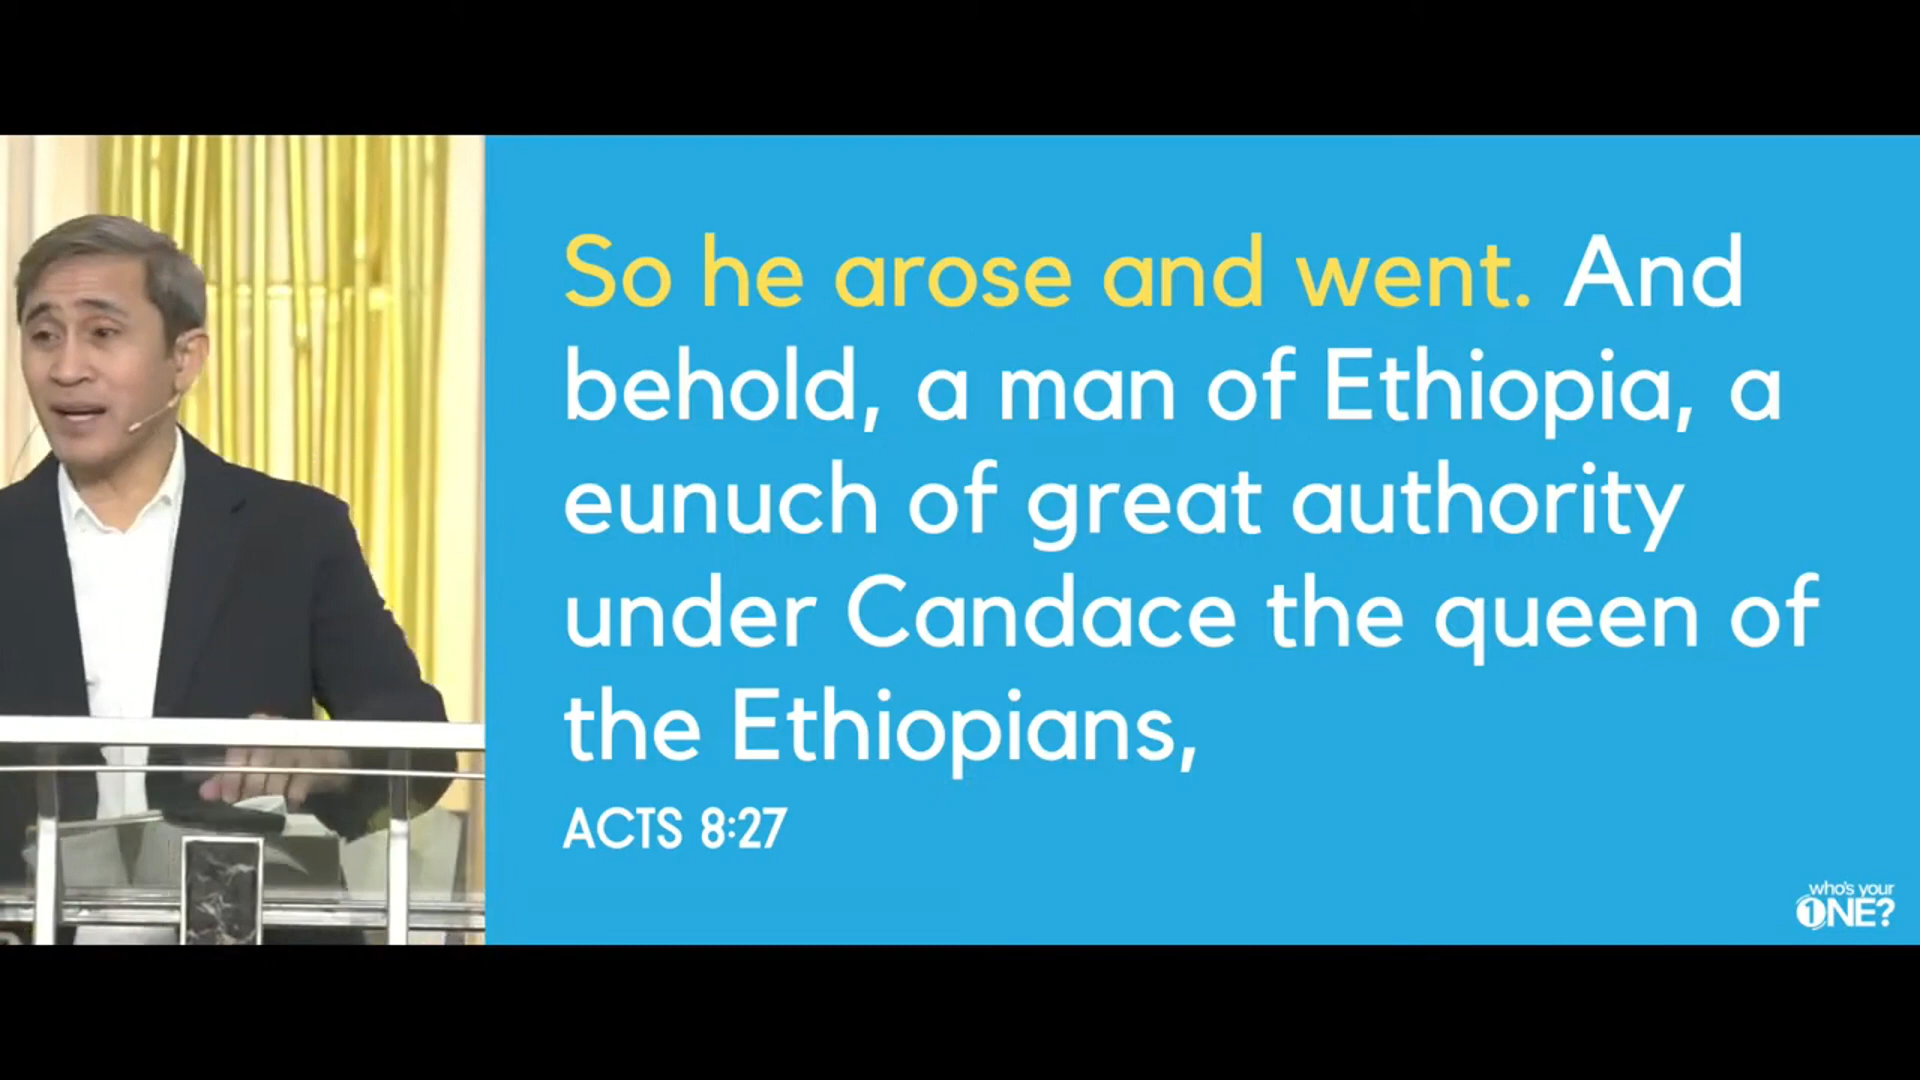 So he arose and went. And
behold, a man of Ethiopia, a
eunuch of great authority
under Candace the queen of
the Ethiopians,
ACTS 8:27
who's your
ONE?